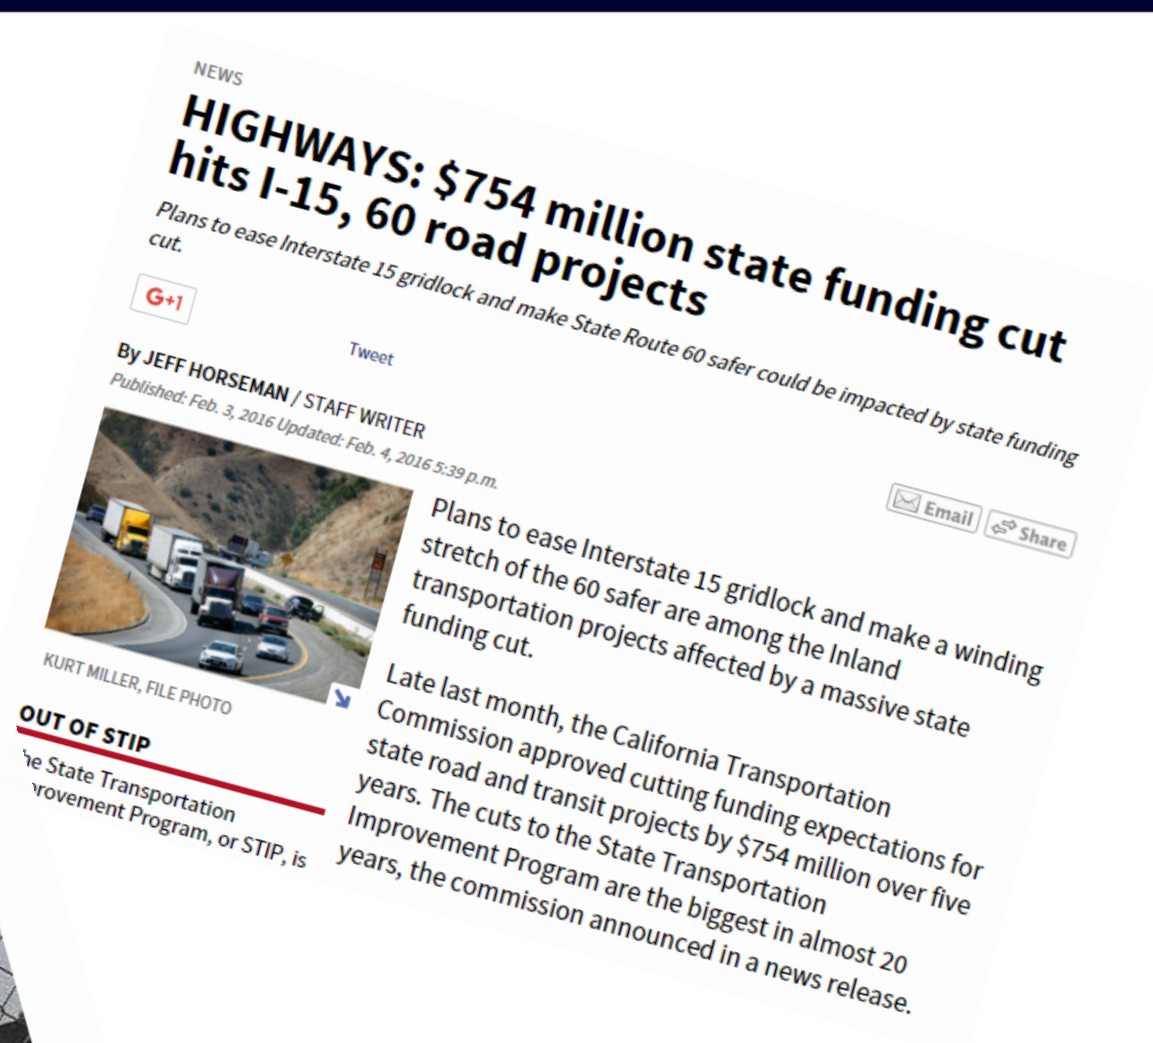 NEWS
HIGHWAYS: $754 million state funding cut
hits I-15, 60 road projects
Plans to ease Interstate 15 gridlock and make State Route 60 safer could be impacted by state funding
cut.
G+1
Tweet
By JEFF HORSEMAN / STAFF WRITER
Published: Feb. 3, 2016 Updated: Feb. 4, 2016 5:39 p.m.
Email
Share
KURT MILLER, FILE PHOTO
OUT OF STIP
he State Transportation
provement Program, or STIP, is
Plans to ease Interstate 15 gridlock and make a winding
stretch of the 60 safer are among the Inland
transportation projects affected by a massive state
funding cut.
Late last month, the California Transportation
Commission approved cutting funding expectations for
state road and transit projects by $754 million over five
years. The cuts to the State Transportation
Improvement Program are the biggest in almost 20
years, the commission announced in a news release.